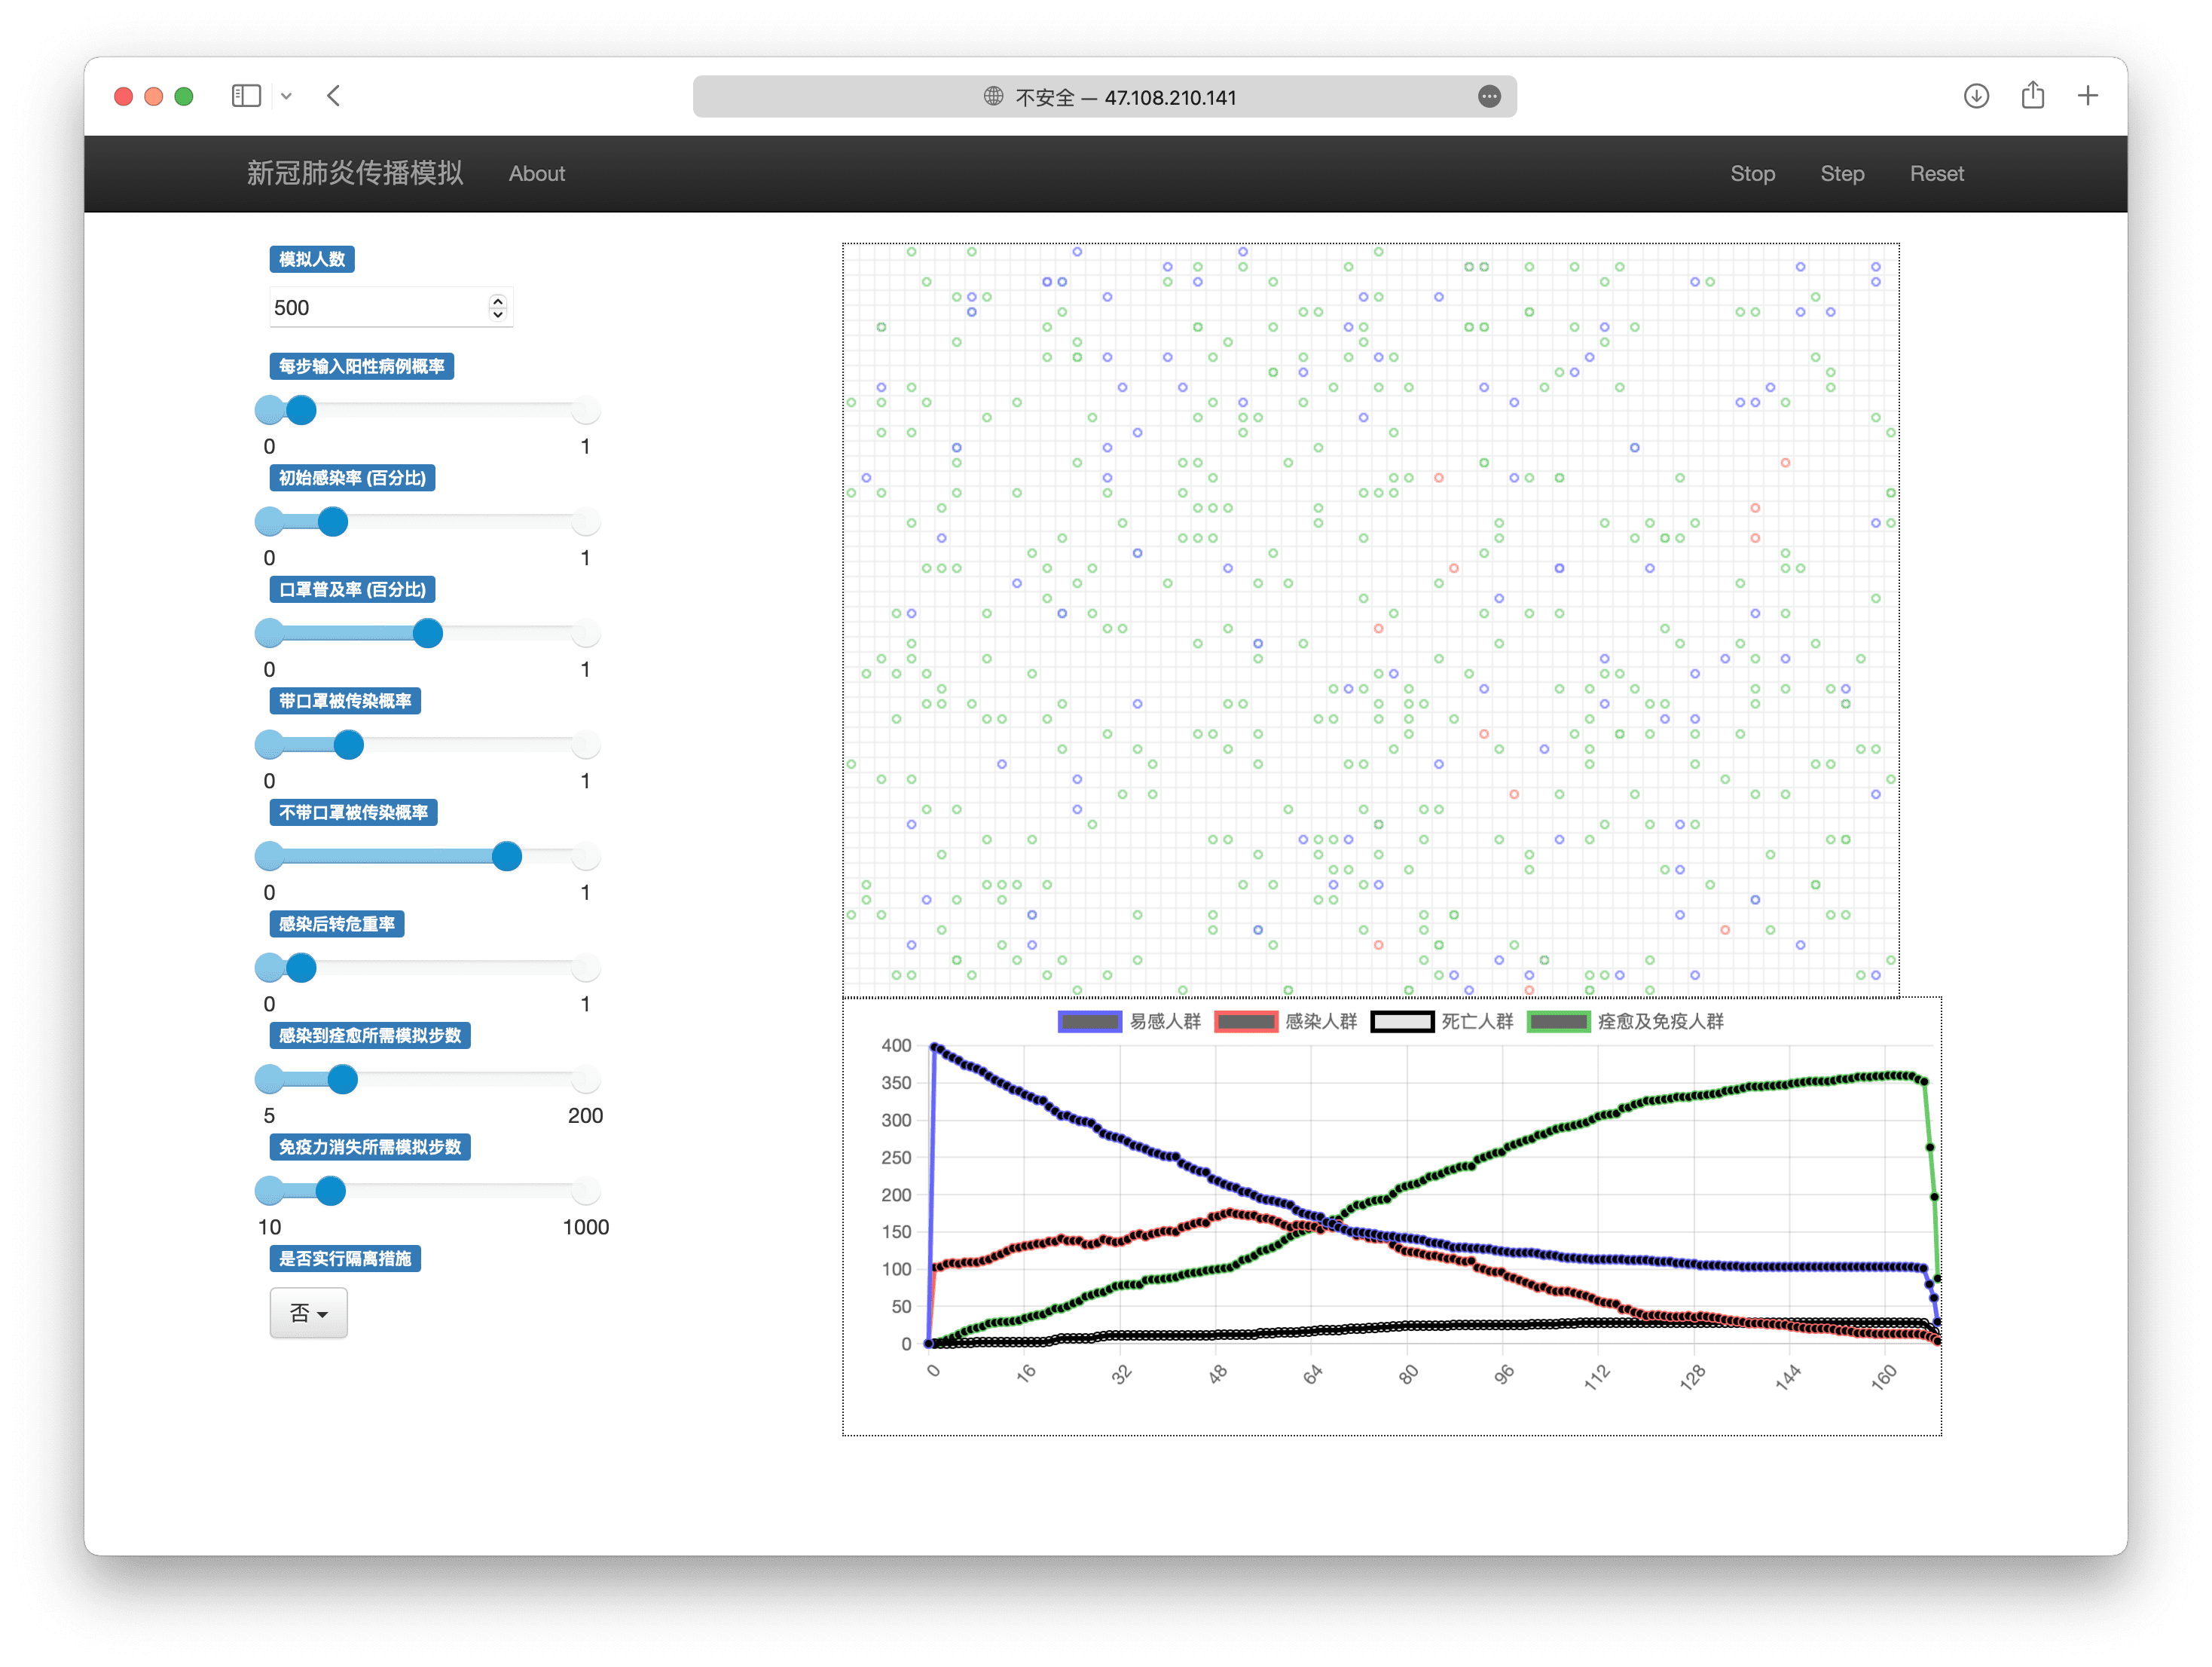 不安全 — 47.108.210.141
新冠肺炎传播模拟 About Stop Step Reset
模拟人数
500
每步输入阳性病例概率
0 1
初始感染率 (百分比)
0 1
口罩普及率 (百分比)
0 1
带口罩被传染概率
0 1
不带口罩被传染概率
0 1
感染后转危重率
0 1
感染到痊愈所需模拟步数
5 200
免疫力消失所需模拟步数
10 1000
是否实行隔离措施
否
易感人群 感染人群 死亡人群 痊愈及免疫人群
400
350
300
250
200
150
100
50
0
0 16 32 48 64 80 96 112 128 144 160